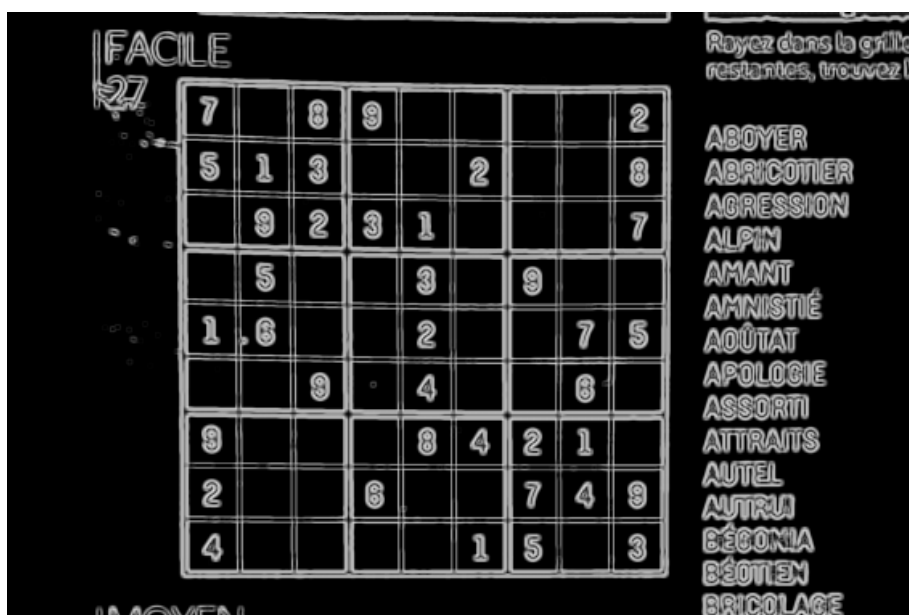 FACILE
27
7 8 9 2
5 1 3 2 8
9 2 3 1 7
5 3 9
1 6 2 7 5
9 4 6
9 8 4 2 1
2 6 7 4 9
4 1 5 3
MOYEN
Rayez dans la grille
restantes, trouvez
ABOYER
ABRICOTIER
AGRESSION
ALPIN
AMANT
AMNISTIÉ
AOÛTAT
APOLOGIE
ASSORTI
ATTRAITS
AUTEL
AUTRUI
BÉGONIA
BÉOTIEN
BRICOLAGE